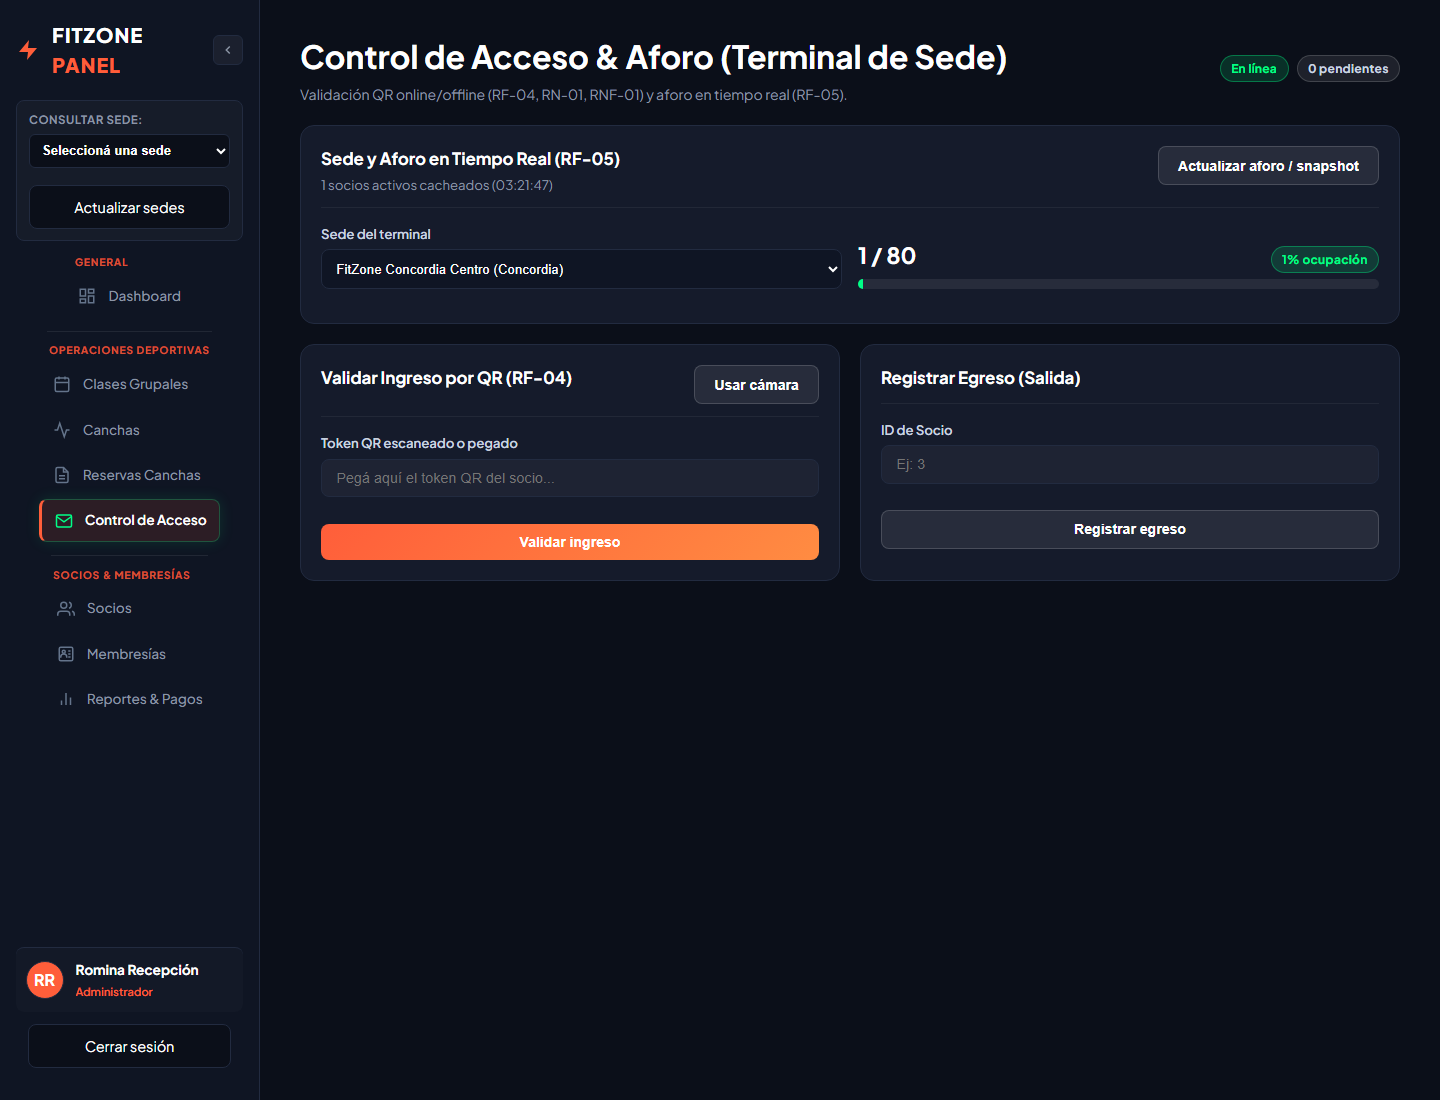 FITZONE
PANEL
CONSULTAR SEDE:
Seleccioná una sede
Actualizar sedes
GENERAL
Dashboard
OPERACIONES DEPORTIVAS
Clases Grupales
Canchas
Reservas Canchas
Control de Acceso
SOCIOS & MEMBRESÍAS
Socios
Membresías
Reportes & Pagos
RR
Romina Recepción
Administrador
Cerrar sesión
Control de Acceso & Aforo (Terminal de Sede)
Validación QR online/offline (RF-04, RN-01, RNF-01) y aforo en tiempo real (RF-05).
En línea
0 pendientes
Sede y Aforo en Tiempo Real (RF-05)
1 socios activos cacheados (03:21:47)
Actualizar aforo / snapshot
Sede del terminal
FitZone Concordia Centro (Concordia)
1 / 80
1% ocupación
Validar Ingreso por QR (RF-04)
Usar cámara
Token QR escaneado o pegado
Pegá aquí el token QR del socio...
Validar ingreso
Registrar Egreso (Salida)
ID de Socio
Ej: 3
Registrar egreso